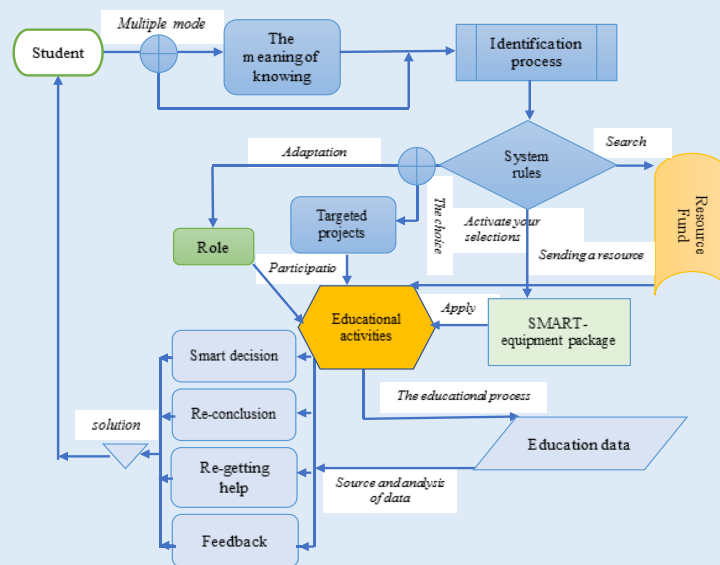 Multiple mode
Student
The
meaning of
knowing
Identification
process
Search
Adaptation
System
rules
Resource
Fund
The choice
Targeted
projects
Activate your
selections
Role
Participatio
Sending a resource
Educational
activities
Apply
SMART-
equipment package
Smart decision
The educational process
Re-conclusion
solution
Education data
Re-getting
help
Source and analysis
of data
Feedback